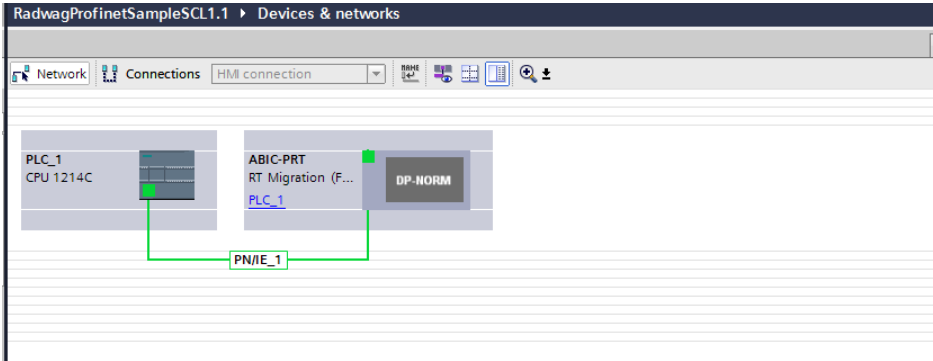 RadwagProfinetSampleSCL1.1 ▸ Devices & networks
Network Connections HMI connection
PLC_1
CPU 1214C
ABIC-PRT
RT Migration (F...
PLC_1
DP-NORM
PN/IE_1